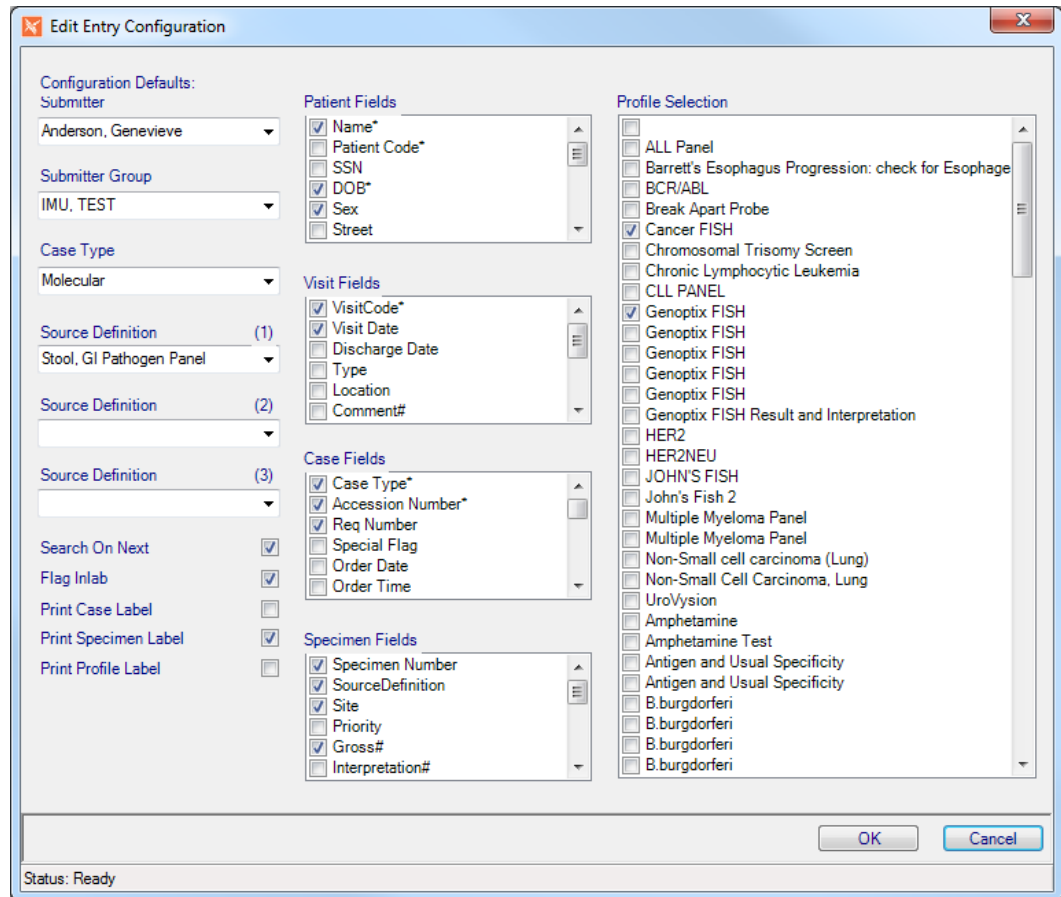 Edit Entry Configuration
Configuration Defaults:
Submitter
Anderson, Genevieve
Submitter Group
IMU, TEST
Case Type
Molecular
Source Definition (1)
Stool, GI Pathogen Panel
Source Definition (2)
Source Definition (3)
Search On Next
Flag Inlab
Print Case Label
Print Specimen Label
Print Profile Label
Patient Fields
Name*
Patient Code*
SSN
DOB*
Sex
Street
Visit Fields
VisitCode*
Visit Date
Discharge Date
Type
Location
Comment#
Case Fields
Case Type*
Accession Number*
Req Number
Special Flag
Order Date
Order Time
Specimen Fields
Specimen Number
SourceDefinition
Site
Priority
Gross#
Interpretation#
Profile Selection
ALL Panel
Barrett's Esophagus Progression: check for Esophage
BCR/ABL
Break Apart Probe
Cancer FISH
Chromosomal Trisomy Screen
Chronic Lymphocytic Leukemia
CLL PANEL
Genoptix FISH
Genoptix FISH
Genoptix FISH
Genoptix FISH
Genoptix FISH
Genoptix FISH Result and Interpretation
HER2
HER2NEU
JOHN'S FISH
John's Fish 2
Multiple Myeloma Panel
Multiple Myeloma Panel
Non-Small cell carcinoma (Lung)
Non-Small Cell Carcinoma, Lung
UroVysion
Amphetamine
Amphetamine Test
Antigen and Usual Specificity
Antigen and Usual Specificity
B.burgdorferi
B.burgdorferi
B.burgdorferi
B.burgdorferi
OK
Cancel
Status: Ready